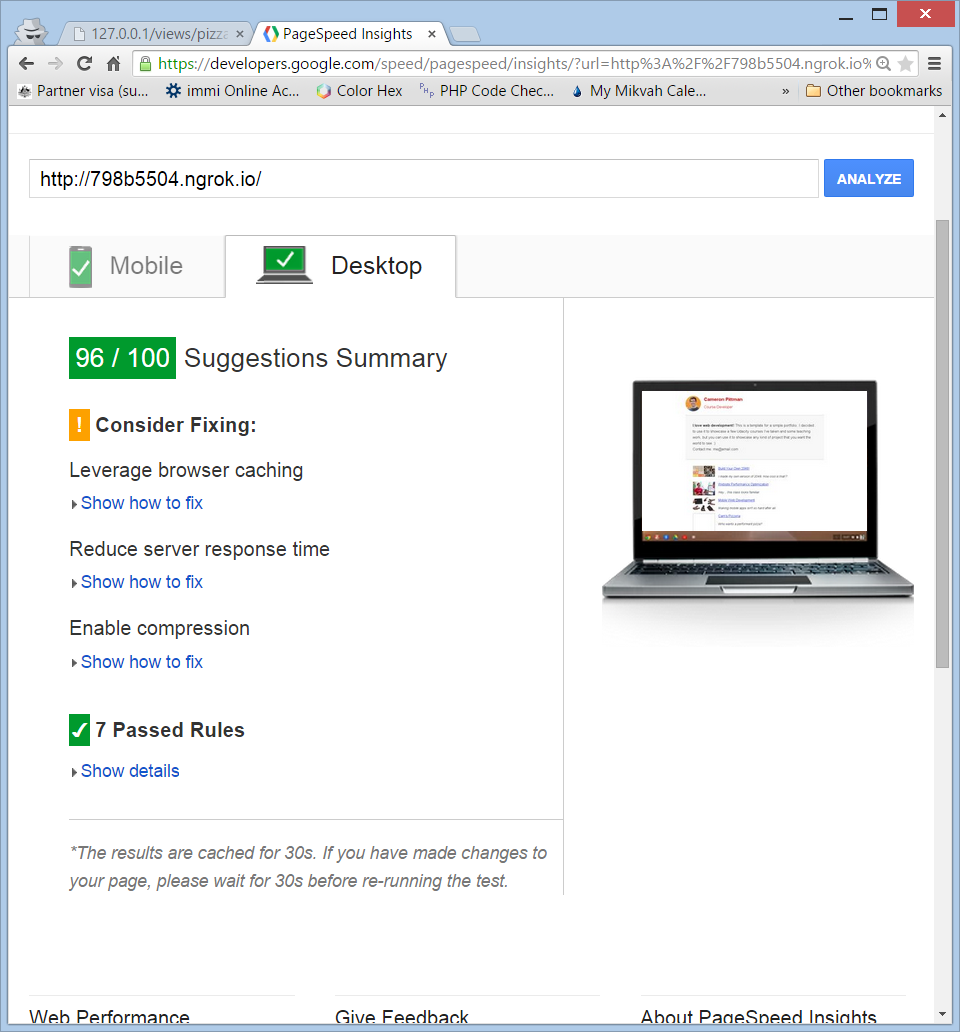 127.0.0.1/views/pizza
PageSpeed Insights
https://developers.google.com/speed/pagespeed/insights/?url=http%3A%2F%2F798b5504.ngrok.io%
Partner visa (su... immi Online Ac... Color Hex PHP PHP Code Chec... My Mikvah Cale... » Other bookmarks
http://798b5504.ngrok.io/
ANALYZE
Mobile
Desktop
96 / 100 Suggestions Summary
! Consider Fixing:
Leverage browser caching
Show how to fix
Reduce server response time
Show how to fix
Enable compression
Show how to fix
7 Passed Rules
Show details
*The results are cached for 30s. If you have made changes to
your page, please wait for 30s before re-running the test.
Cameron Pittman
Course Developer
Web Performance
Give Feedback
About PageSpeed Insights